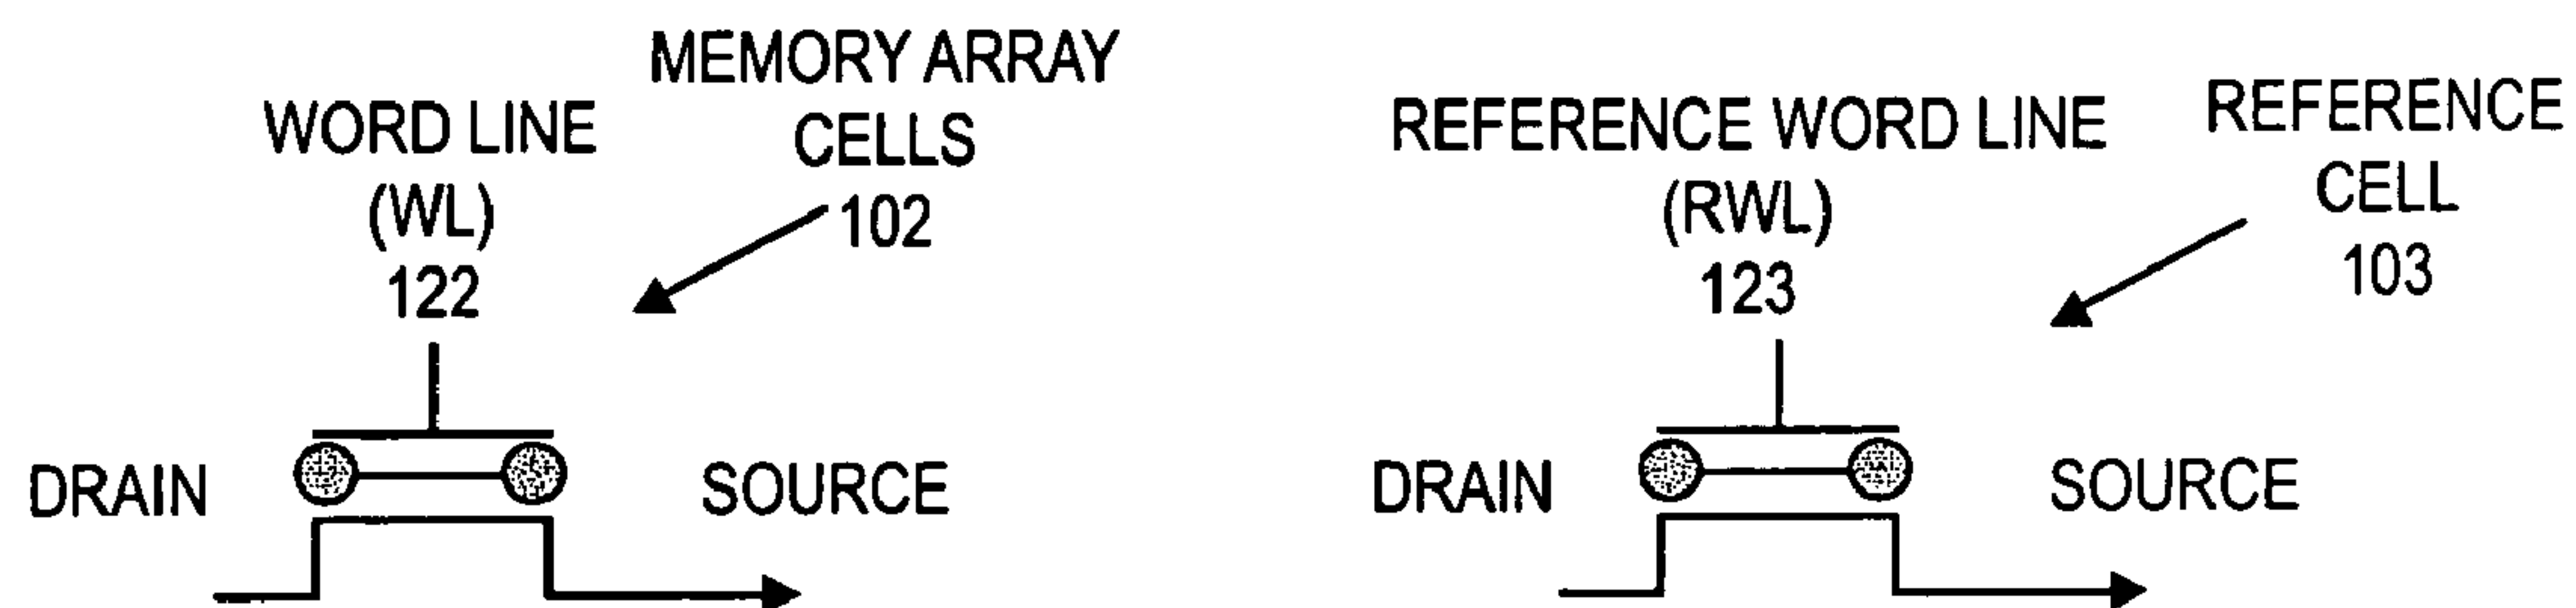 WORD LINE
(WL)
122
MEMORY ARRAY
CELLS
102
DRAIN
SOURCE
REFERENCE WORD LINE
(RWL)
123
REFERENCE
CELL
103
DRAIN
SOURCE